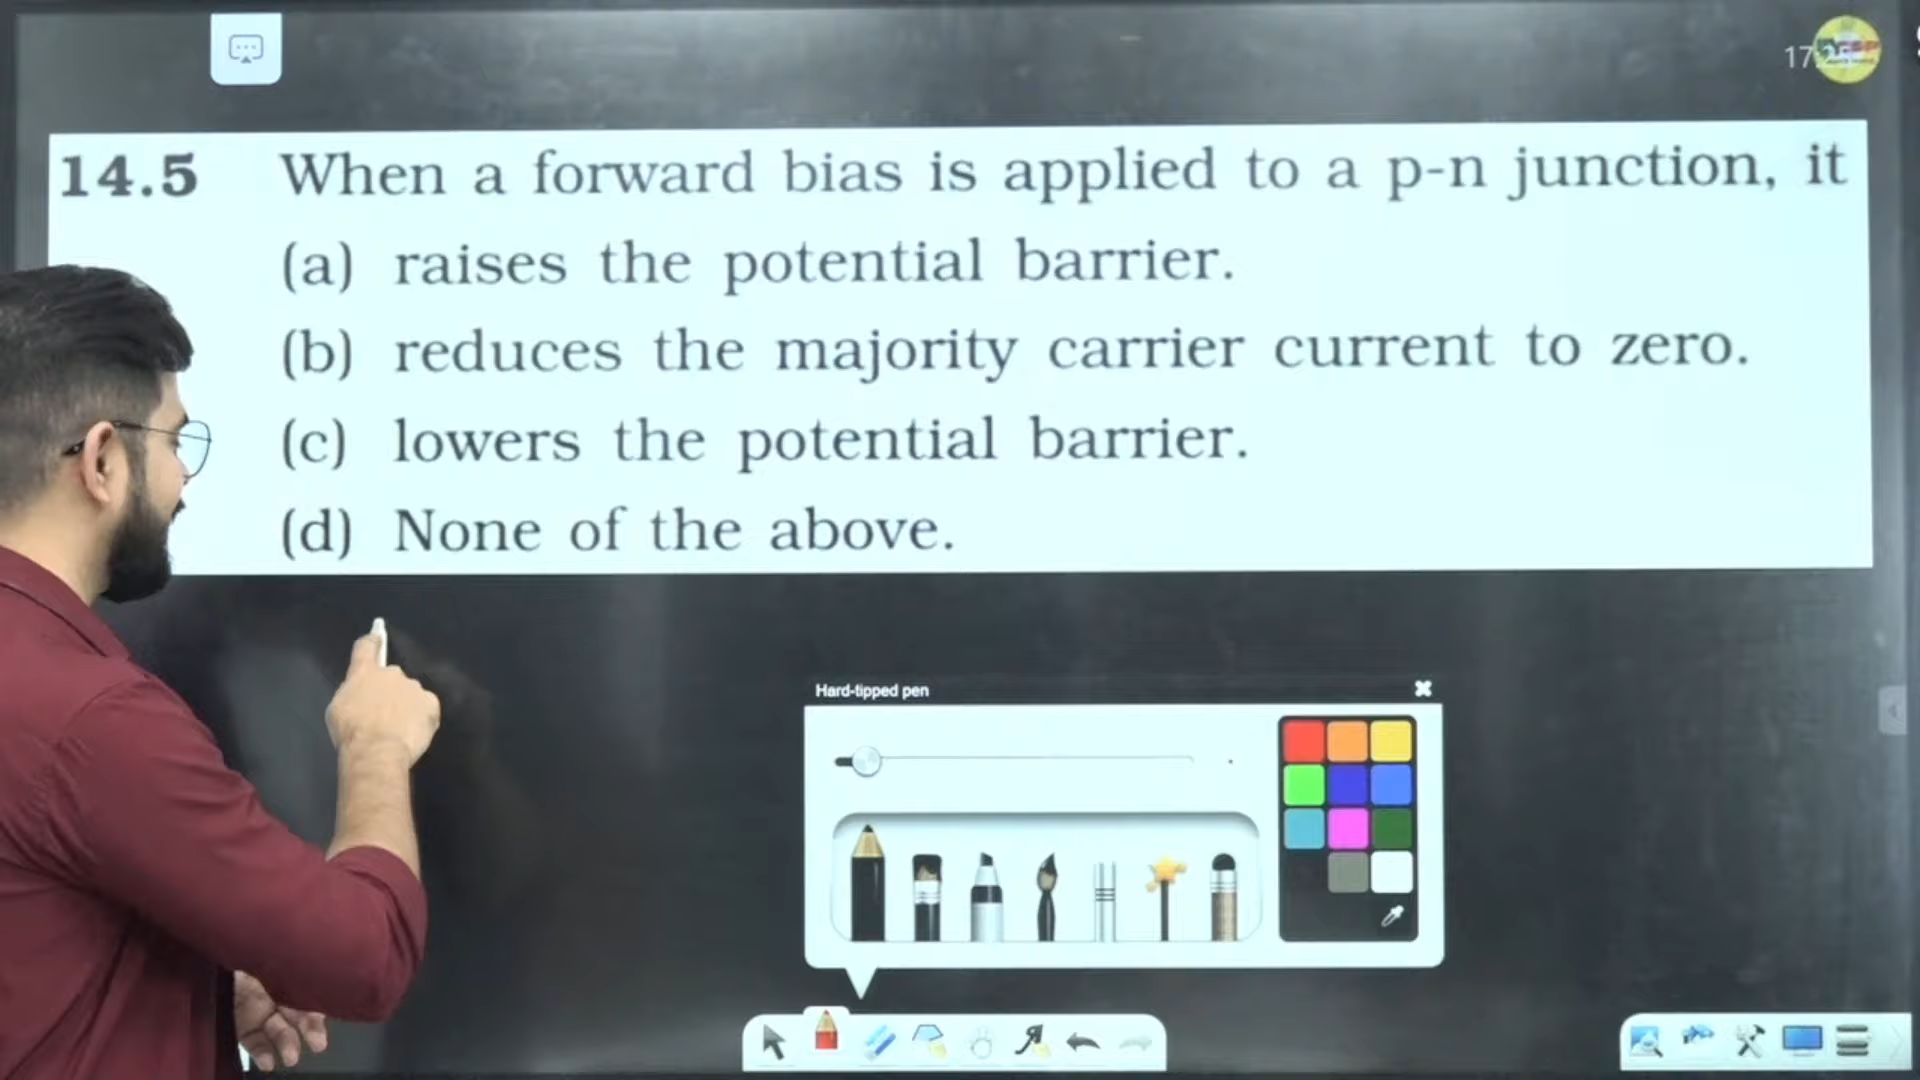 14.5 When a forward bias is applied to a p-n junction, it
(a) raises the potential barrier.
(b) reduces the majority carrier current to zero.
(c) lowers the potential barrier.
(d) None of the above.
Hard-tipped pen